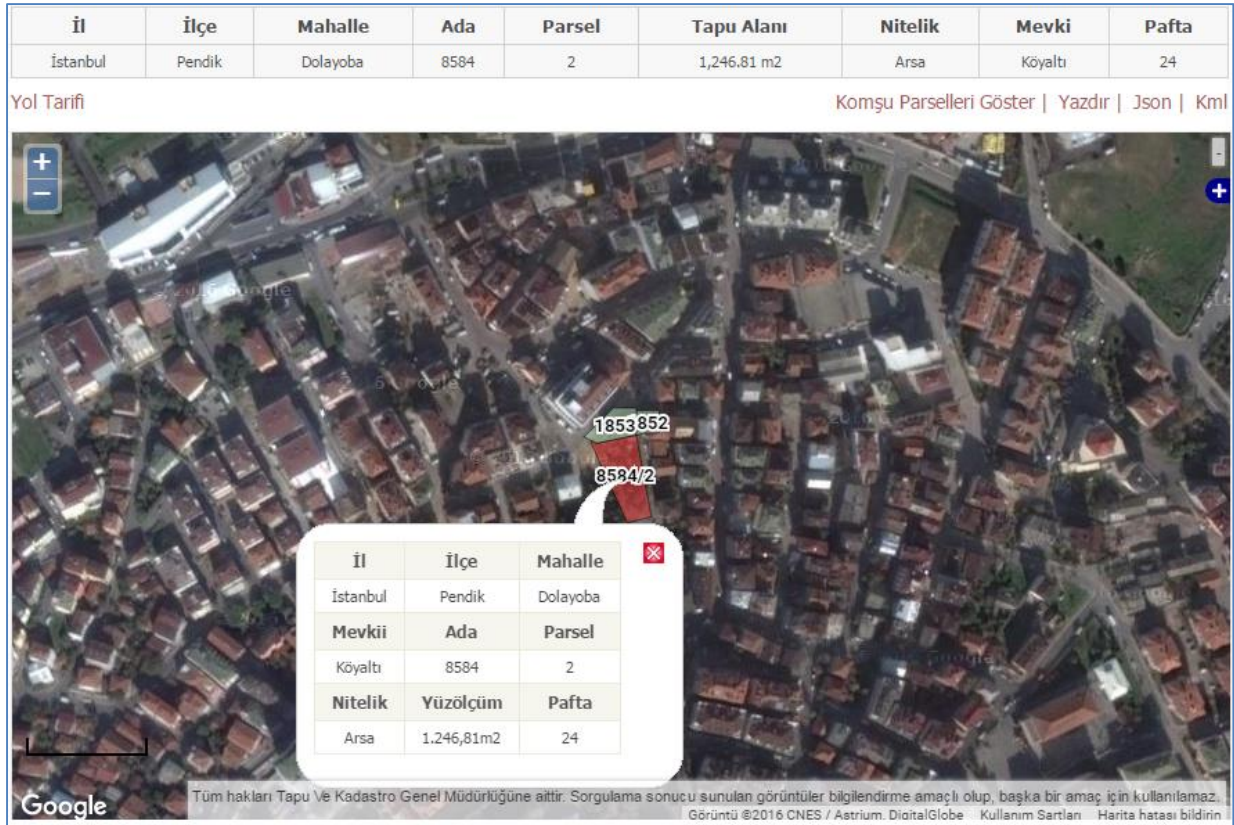 İl İlçe Mahalle Ada Parsel Tapu Alanı Nitelik Mevki Pafta
İstanbul Pendik Dolayoba 8584 2 1,246.81 m2 Arsa Köyaltı 24
Yol Tarifi Komşu Parselleri Göster | Yazdır | Json | Kml
+
−
-
+
1853 852
8584/2
İl İlçe Mahalle
İstanbul Pendik Dolayoba
Mevkii Ada Parsel
Köyaltı 8584 2
Nitelik Yüzölçüm Pafta
Arsa 1.246,81m2 24
Google
Tüm hakları Tapu Ve Kadastro Genel Müdürlüğüne aittir. Sorgulama sonucu sunulan görüntüler bilgilendirme amaçlı olup, başka bir amaç için kullanılamaz.
Görüntü ©2016 CNES / Astrium, DigitalGlobe Kullanım Şartları Harita hatası bildirin